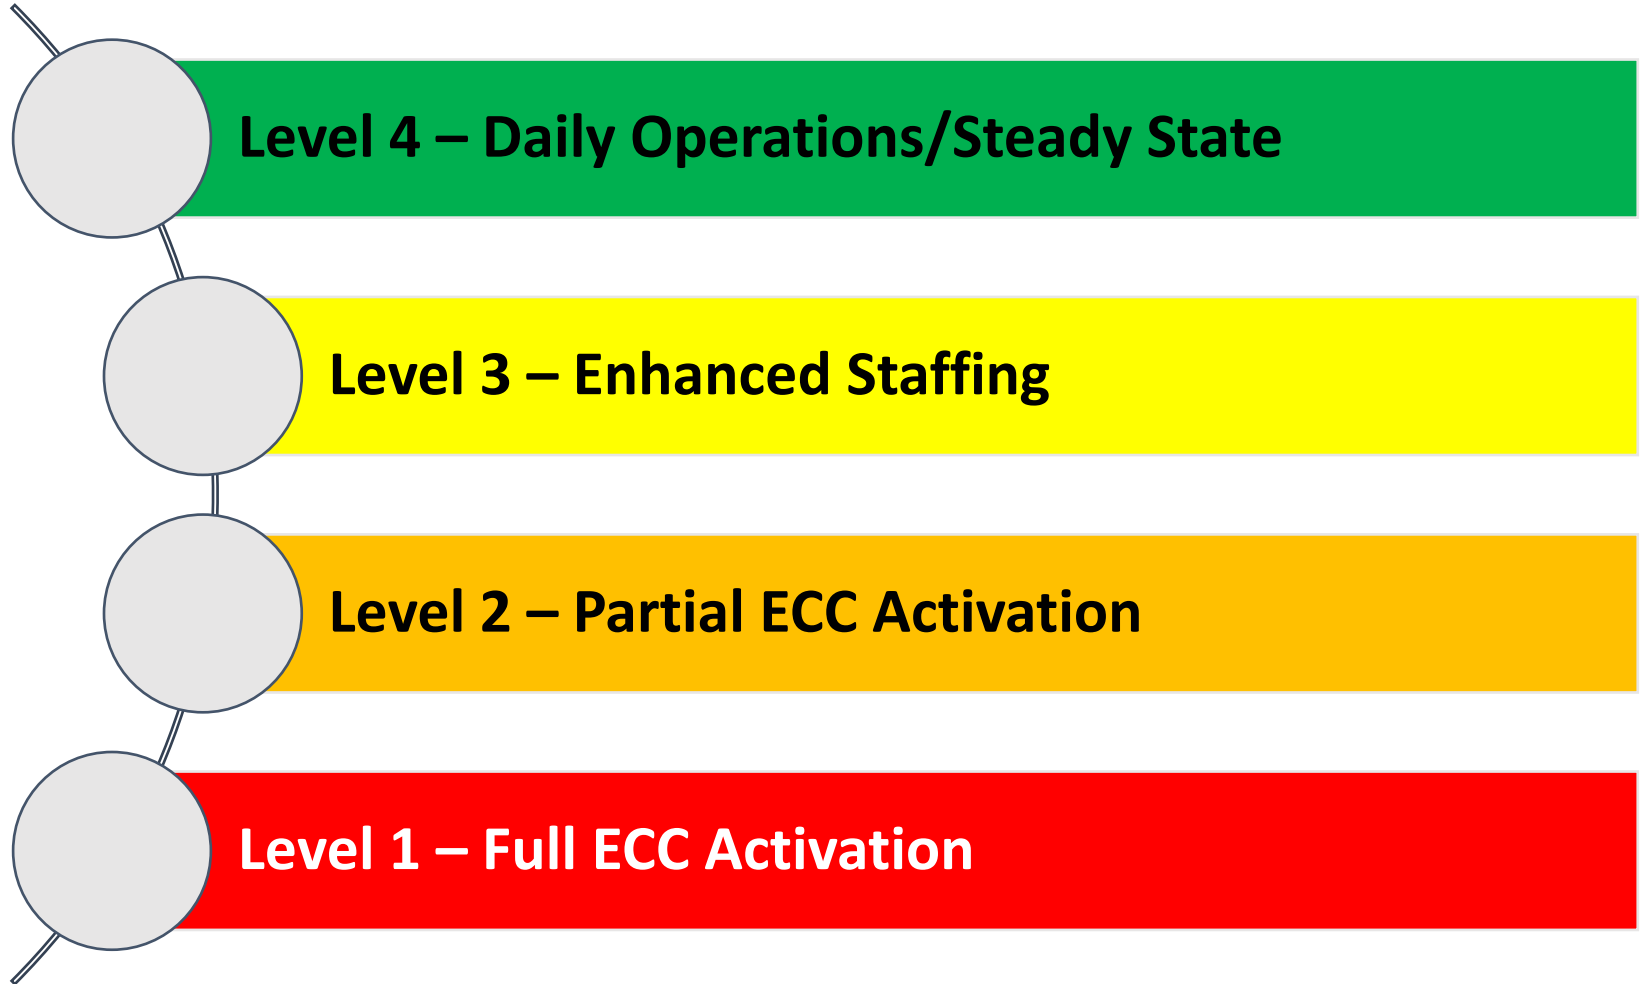 Level 4 – Daily Operations/Steady State
Level 3 – Enhanced Staffing
Level 2 – Partial ECC Activation
Level 1 – Full ECC Activation